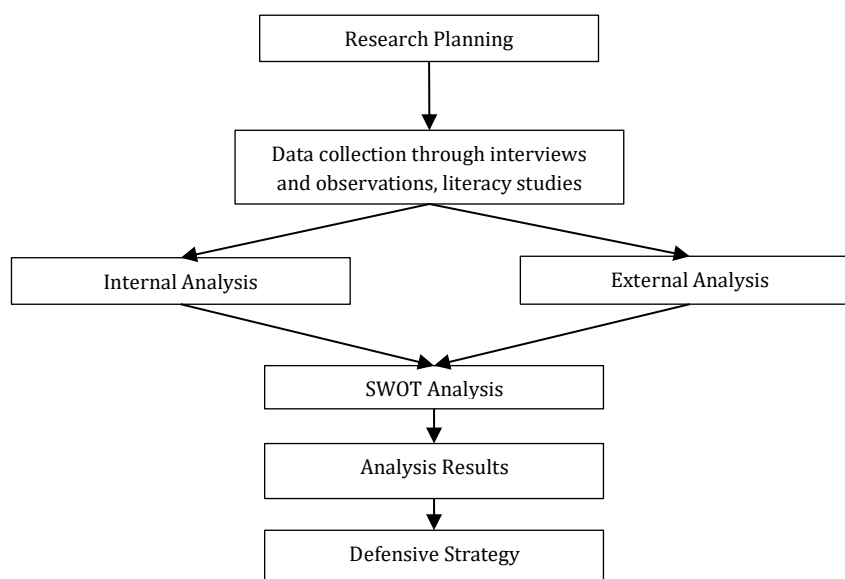 Research Planning
Data collection through interviews
and observations, literacy studies
Internal Analysis
External Analysis
SWOT Analysis
Analysis Results
Defensive Strategy